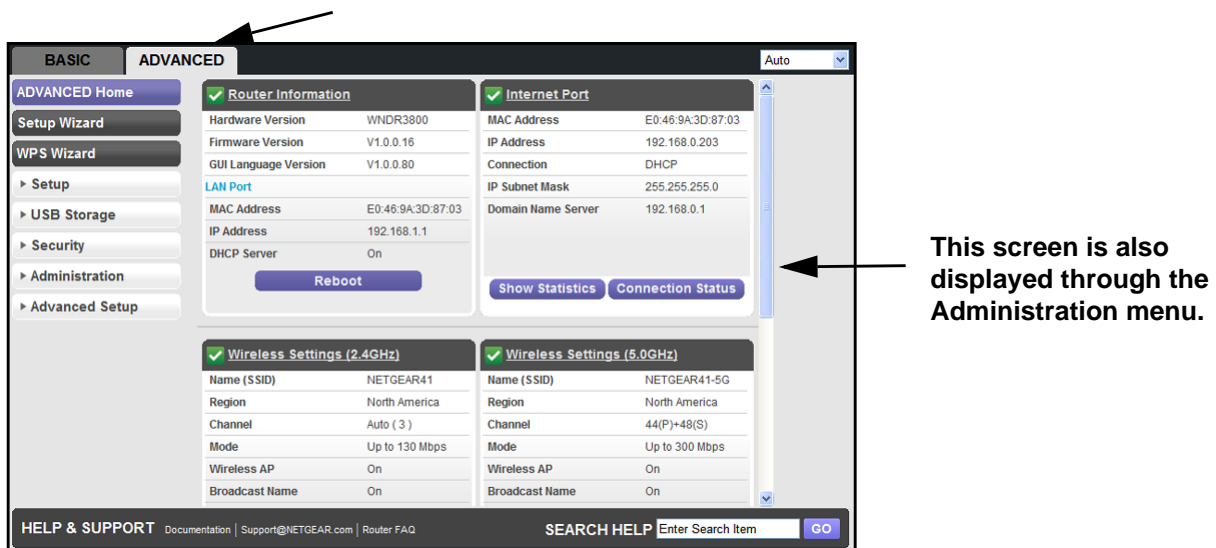 BASIC ADVANCED Auto
ADVANCED Home
Setup Wizard
WPS Wizard
Setup
USB Storage
Security
Administration
Advanced Setup
Router Information
Hardware Version WNDR3800
Firmware Version V1.0.0.16
GUI Language Version V1.0.0.80
LAN Port
MAC Address E0:46:9A:3D:87:03
IP Address 192.168.1.1
DHCP Server On
Reboot
Internet Port
MAC Address E0:46:9A:3D:87:03
IP Address 192.168.0.203
Connection DHCP
IP Subnet Mask 255.255.255.0
Domain Name Server 192.168.0.1
Show Statistics Connection Status
Wireless Settings (2.4GHz)
Name (SSID) NETGEAR41
Region North America
Channel Auto ( 3 )
Mode Up to 130 Mbps
Wireless AP On
Broadcast Name On
Wireless Settings (5.0GHz)
Name (SSID) NETGEAR41-5G
Region North America
Channel 44(P)+48(S)
Mode Up to 300 Mbps
Wireless AP On
Broadcast Name On
HELP & SUPPORT Documentation | Support@NETGEAR.com | Router FAQ SEARCH HELP Enter Search Item GO
This screen is also
displayed through the
Administration menu.